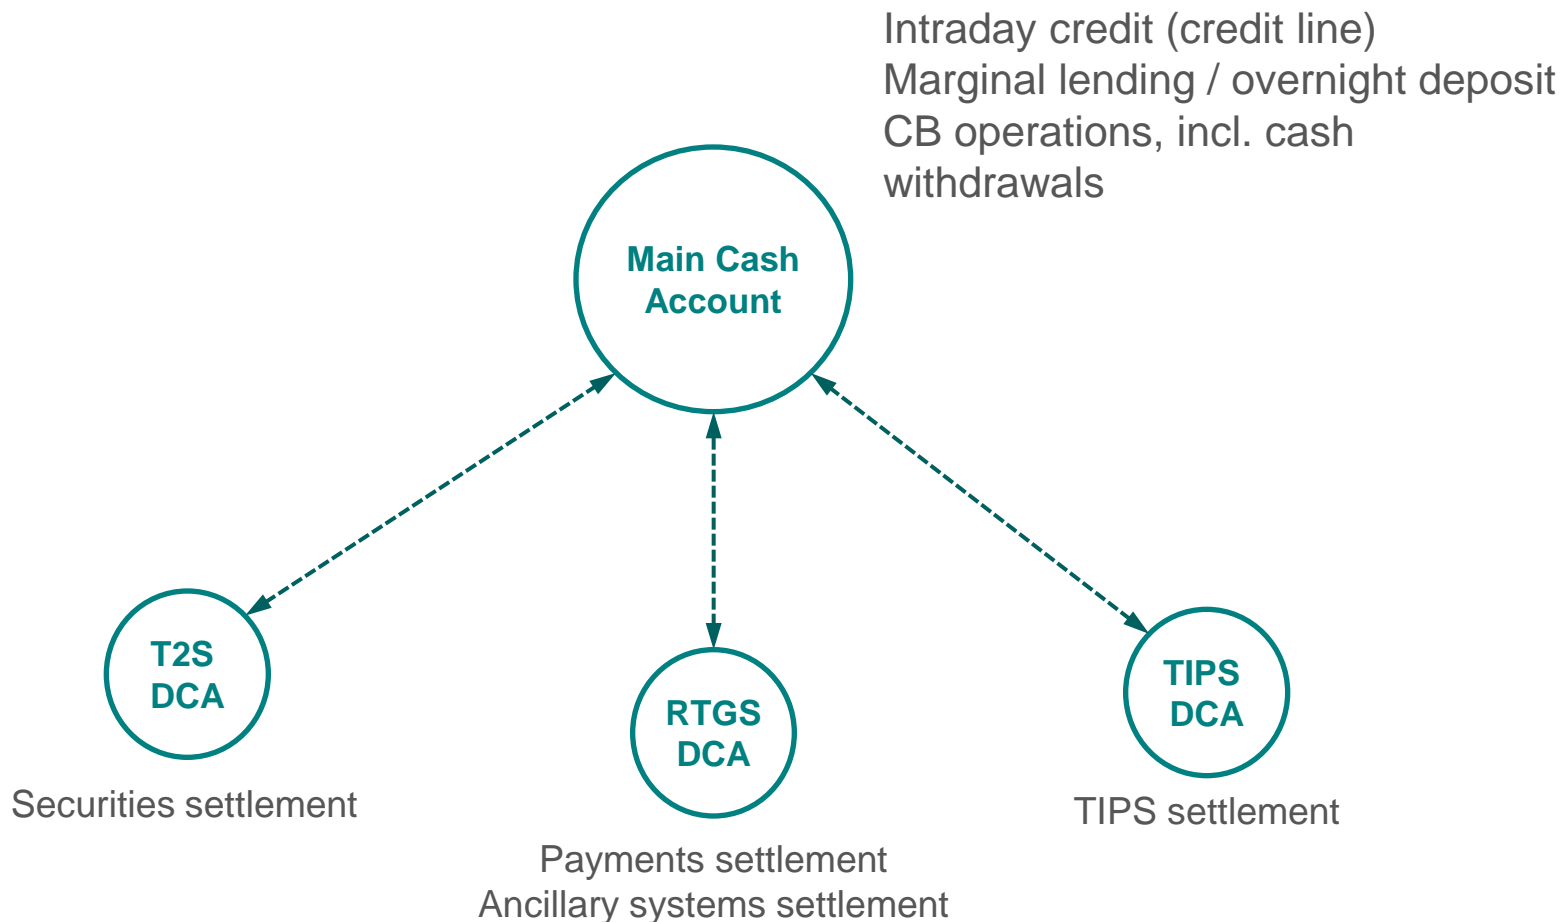 Intraday credit (credit line)
Marginal lending / overnight deposit
CB operations, incl. cash
withdrawals
Main Cash
Account
T2S
DCA
Securities settlement
RTGS
DCA
Payments settlement
Ancillary systems settlement
TIPS
DCA
TIPS settlement